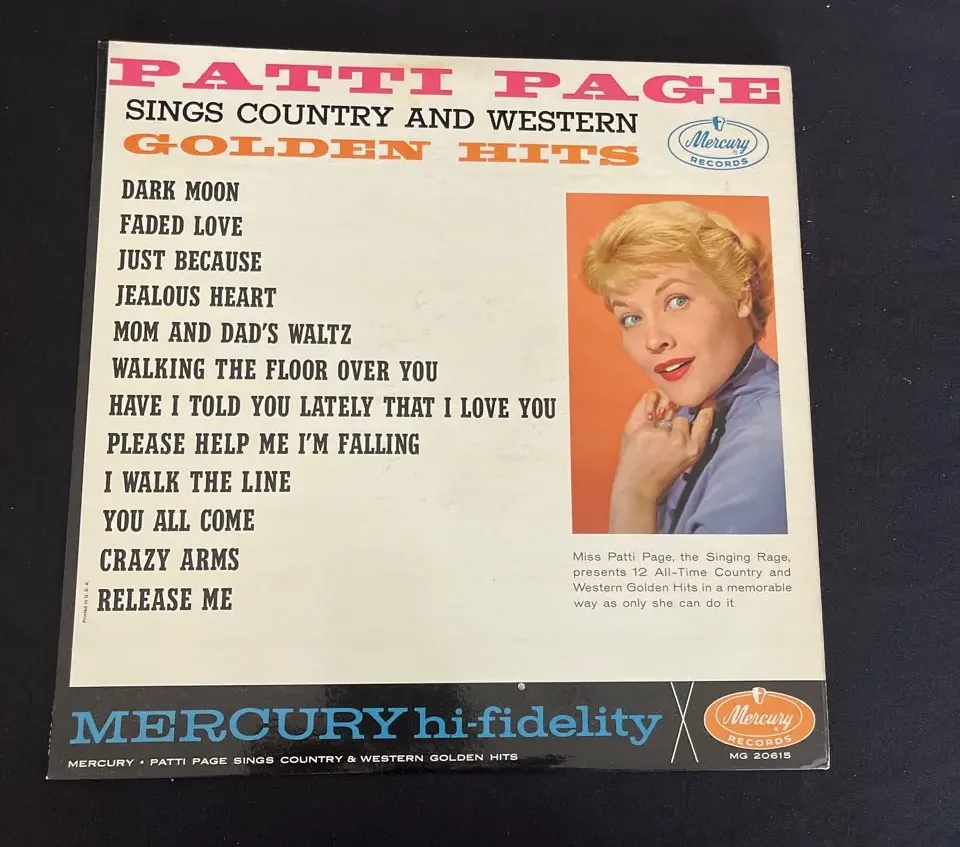 PATTI PAGE
SINGS COUNTRY AND WESTERN
GOLDEN HITS
Mercury
RECORDS
DARK MOON
FADED LOVE
JUST BECAUSE
JEALOUS HEART
MOM AND DAD'S WALTZ
WALKING THE FLOOR OVER YOU
HAVE I TOLD YOU LATELY THAT I LOVE YOU
PLEASE HELP ME I'M FALLING
I WALK THE LINE
YOU ALL COME
CRAZY ARMS
RELEASE ME
Printed in U.S.A.
Miss Patti Page, the Singing Rage,
presents 12 All-Time Country and
Western Golden Hits in a memorable
way as only she can do it
MERCURY hi-fidelity
MERCURY • PATTI PAGE SINGS COUNTRY & WESTERN GOLDEN HITS
Mercury
RECORDS
MG 20615